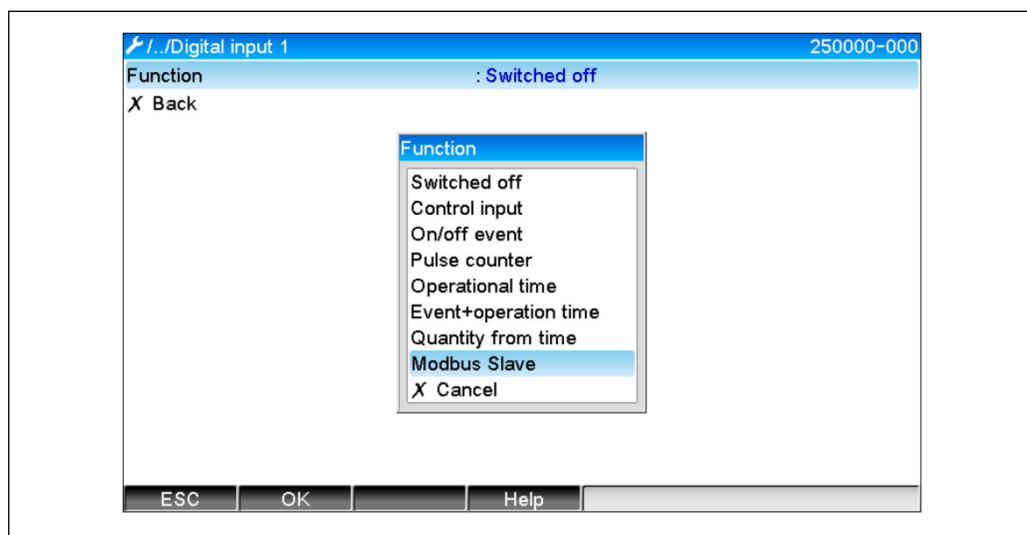 /../Digital input 1 250000-000
Function : Switched off
X Back
Function
Switched off
Control input
On/off event
Pulse counter
Operational time
Event+operation time
Quantity from time
Modbus Slave
X Cancel
ESC OK Help